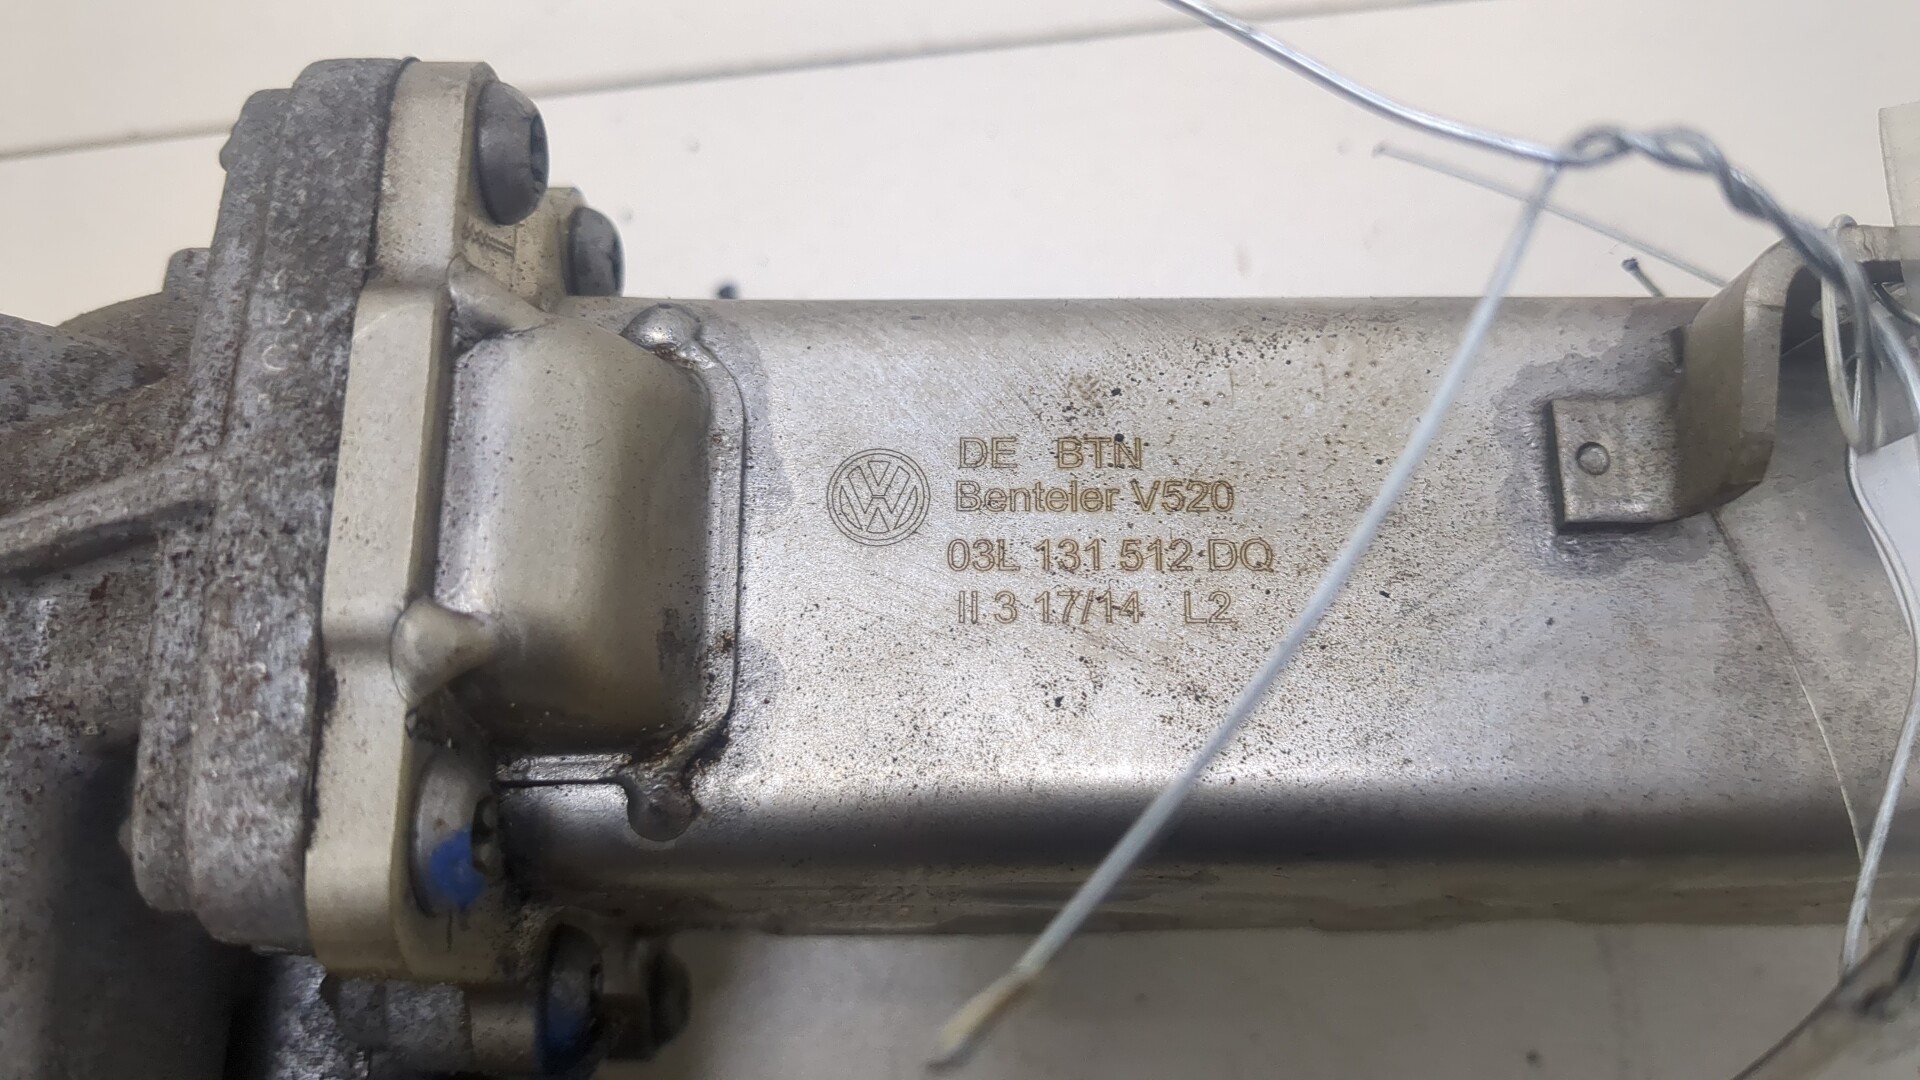 DE BTN
Benteler V520
03L 131 512 DQ
II 3 17/14 L2